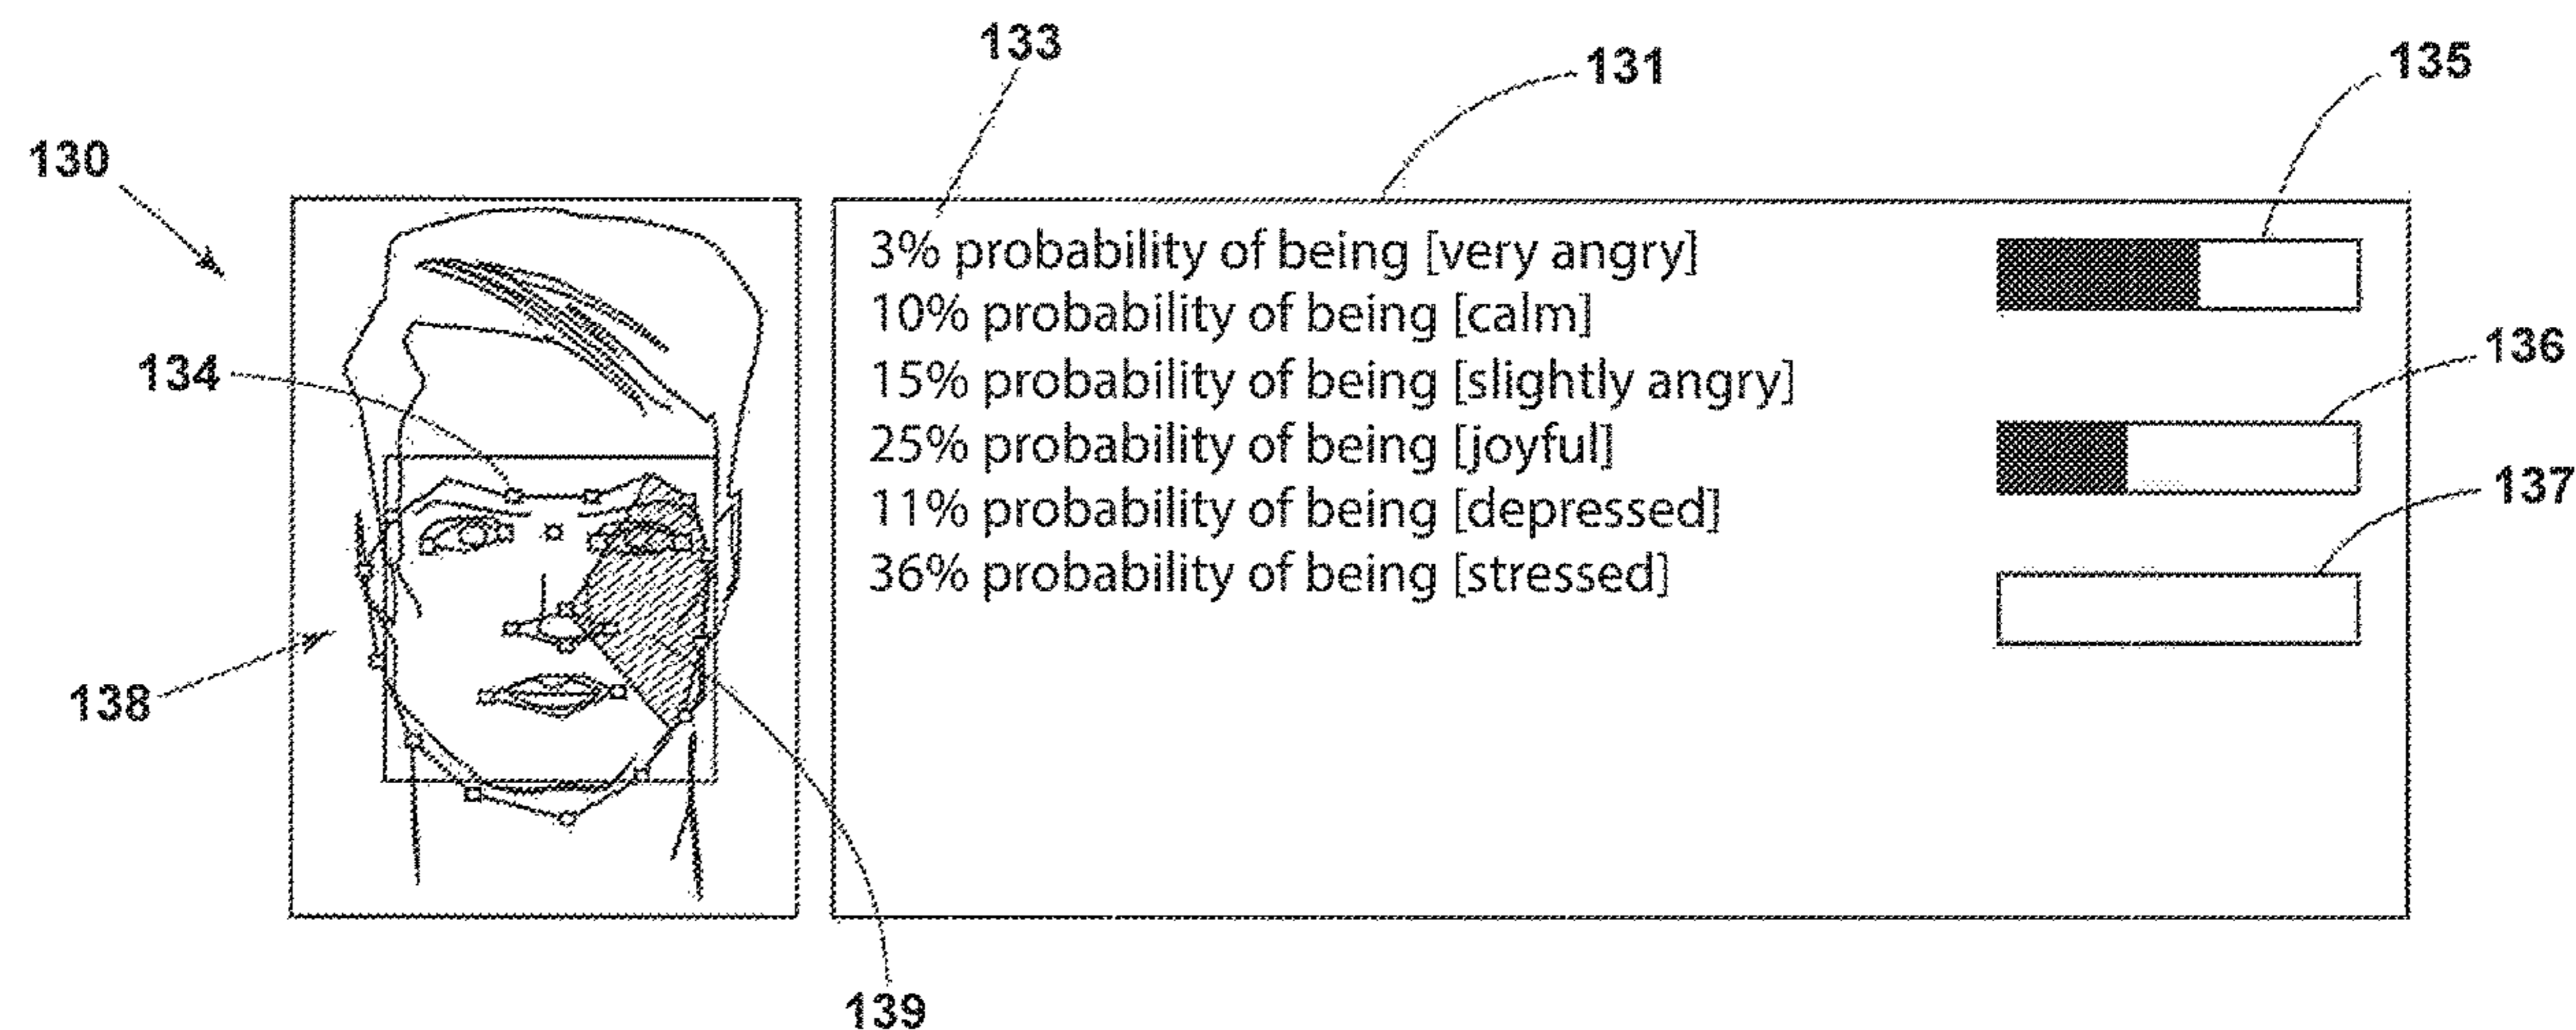 133
131
135
130
3% probability of being [very angry]
10% probability of being [calm]
136
134
15% probability of being [slightly angry]
25% probability of being [joyful]
137
11% probability of being [depressed]
36% probability of being [stressed]
138
139